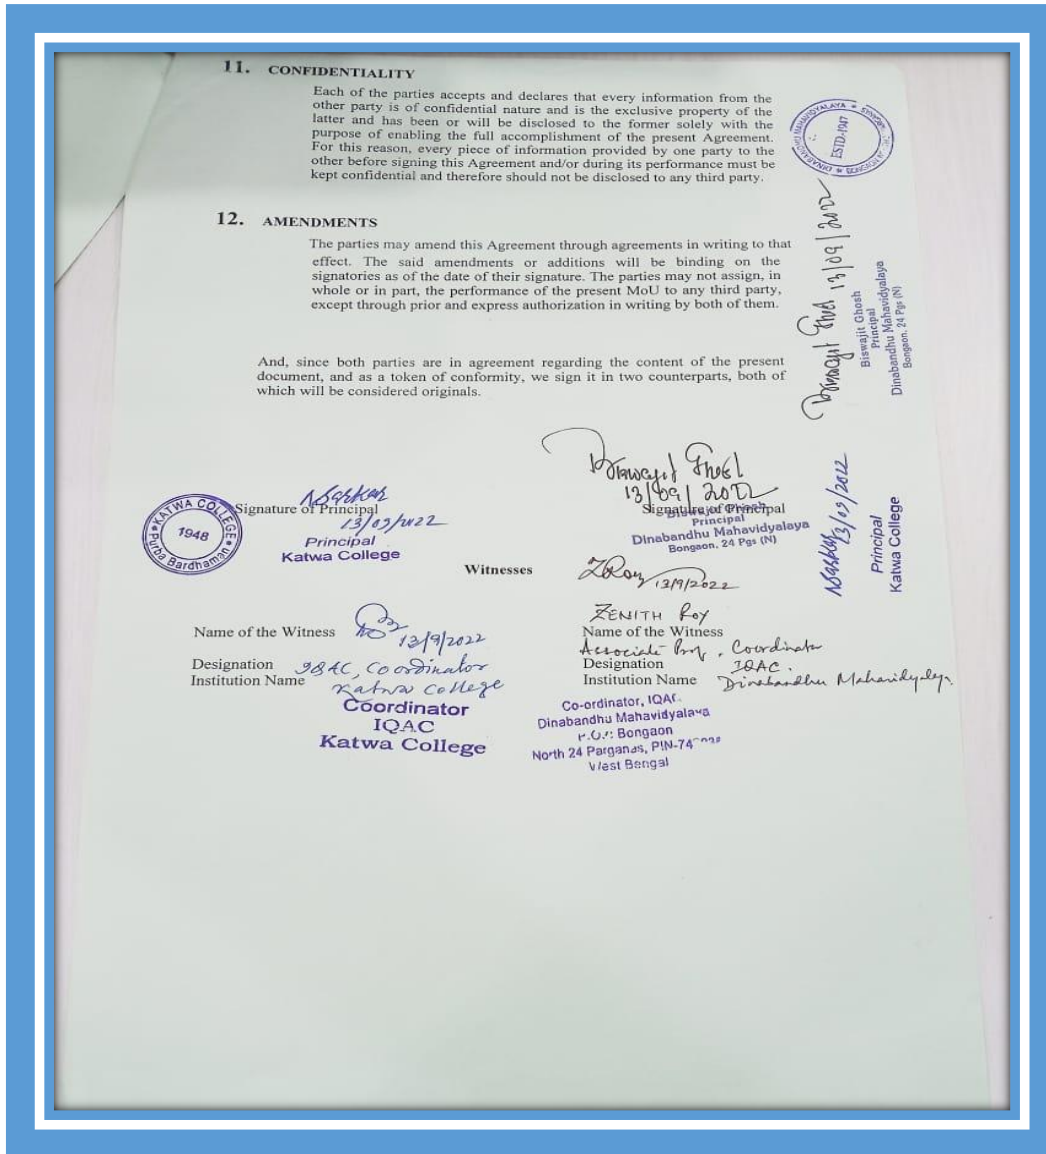 11. CONFIDENTIALITY
Each of the parties accepts and declares that every information from the
other party is of confidential nature and is the exclusive property of the
latter and has been or will be disclosed to the former solely with the
purpose of enabling the full accomplishment of the present Agreement.
For this reason, every piece of information provided by one party to the
other before signing this Agreement and/or during its performance must be
kept confidential and therefore should not be disclosed to any third party.
12. AMENDMENTS
The parties may amend this Agreement through agreements in writing to that
effect. The said amendments or additions will be binding on the
signatories as of the date of their signature. The parties may not assign, in
whole or in part, the performance of the present MoU to any third party,
except through prior and express authorization in writing by both of them.
And, since both parties are in agreement regarding the content of the present
document, and as a token of conformity, we sign it in two counterparts, both of
which will be considered originals.
DINABANDHU MAHAVIDYALAYA
BONGAON
ESTD-1947
13/09/2022
Biswajit Ghosh
Principal
Dinabandhu Mahavidyalaya
Bongaon, 24 Pgs (N)
NSarkar
13/09/2022
Principal
Katwa College
KATWA COLLEGE
1948
Purba Bardhaman
NSarkar
Signature of Principal
13/09/2022
Principal
Katwa College
13/09/2022
Signature of Principal
Principal
Dinabandhu Mahavidyalaya
Bongaon, 24 Pgs (N)
Witnesses
ZRoy 13/9/2022
13/9/2022
Name of the Witness
Designation IQAC, Coordinator
Institution Name Katwa College
Coordinator
IQAC
Katwa College
ZENITH ROY
Name of the Witness
Associate Prof, Coordinator
Designation IQAC.
Institution Name Dinabandhu Mahavidyalaya
Co-ordinator, IQAC
Dinabandhu Mahavidyalaya
P.O.: Bongaon
North 24 Parganas, PIN-74
West Bengal